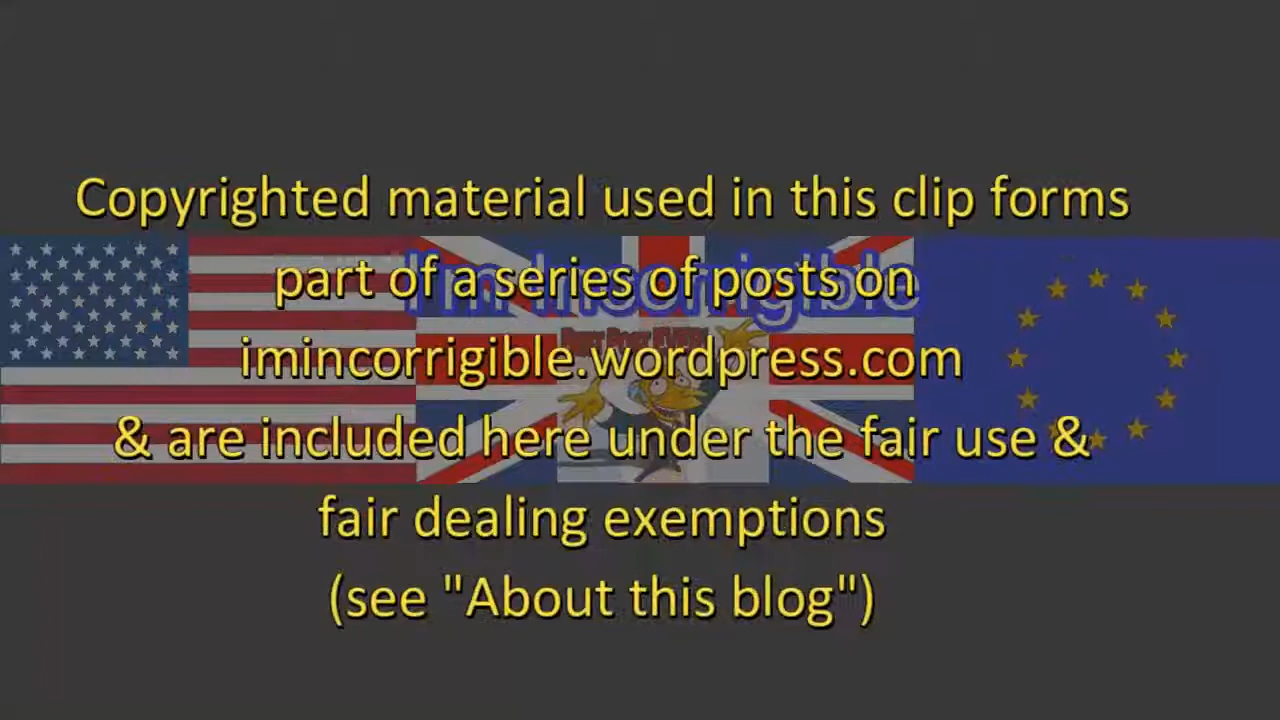 Copyrighted material used in this clip forms
I'm Incorrigible
part of a series of posts on
imincorrigible.wordpress.com
& are included here under the fair use &
fair dealing exemptions
(see "About this blog")